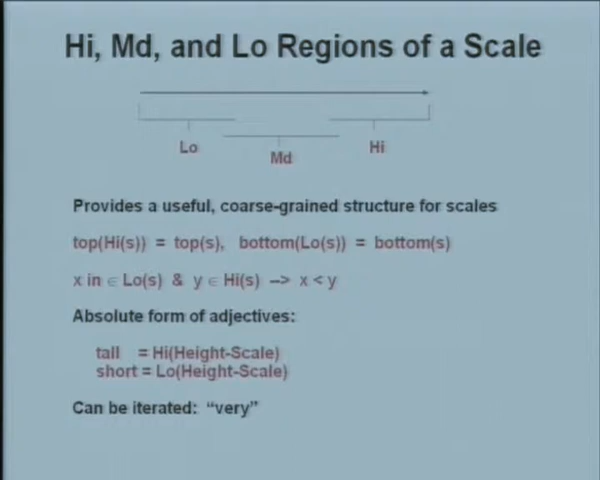 Hi, Md, and Lo Regions of a Scale
Lo
Md
Hi
Provides a useful, coarse-grained structure for scales
top(Hi(s)) = top(s), bottom(Lo(s)) = bottom(s)
x in ∈ Lo(s) & y ∈ Hi(s) --> x < y
Absolute form of adjectives:
tall = Hi(Height-Scale)
short = Lo(Height-Scale)
Can be iterated: “very”